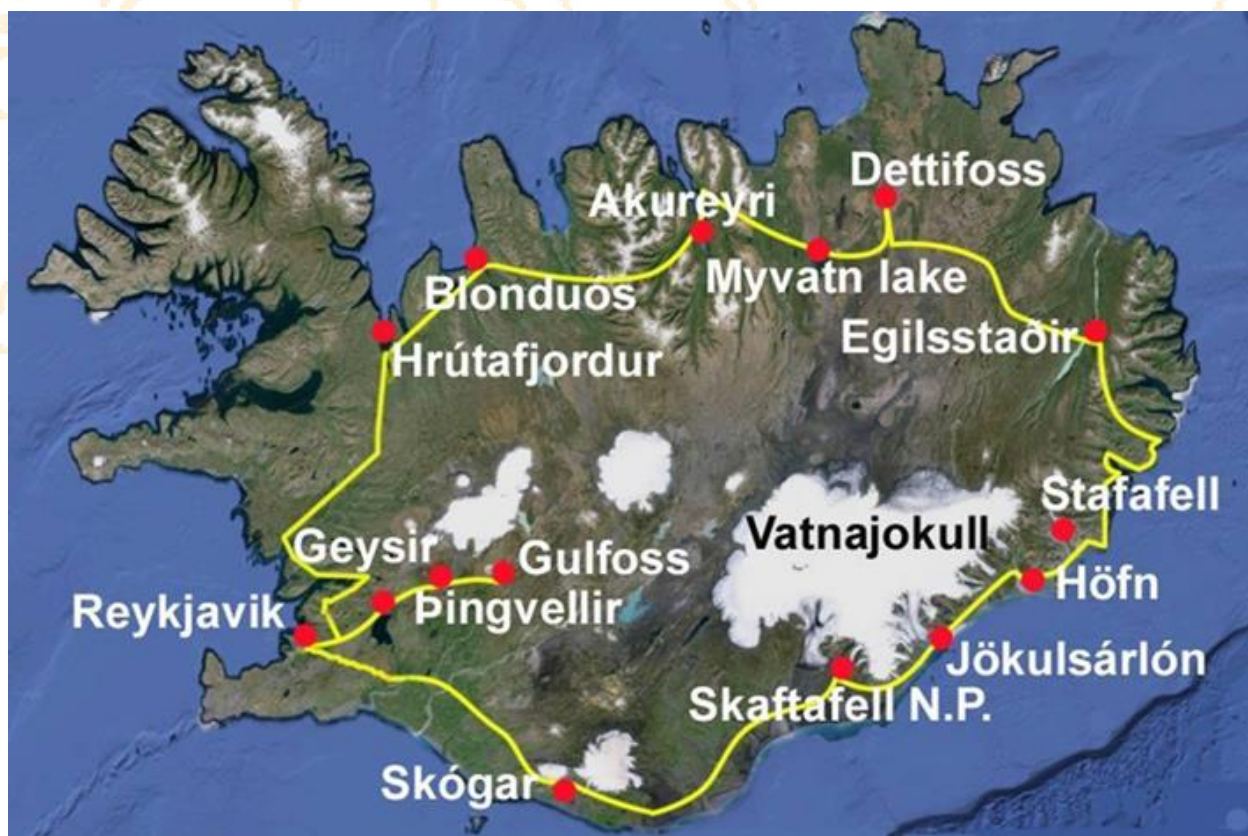 Dettifoss
Akureyri
Myvatn lake
Blonduós
Egilsstaðir
Hrútafjordur
Stafafell
Vatnajokull
Geysir
Gulfoss
Höfn
Reykjavik
Þingvellir
Jökulsárlón
Skaftafell N.P.
Skógar